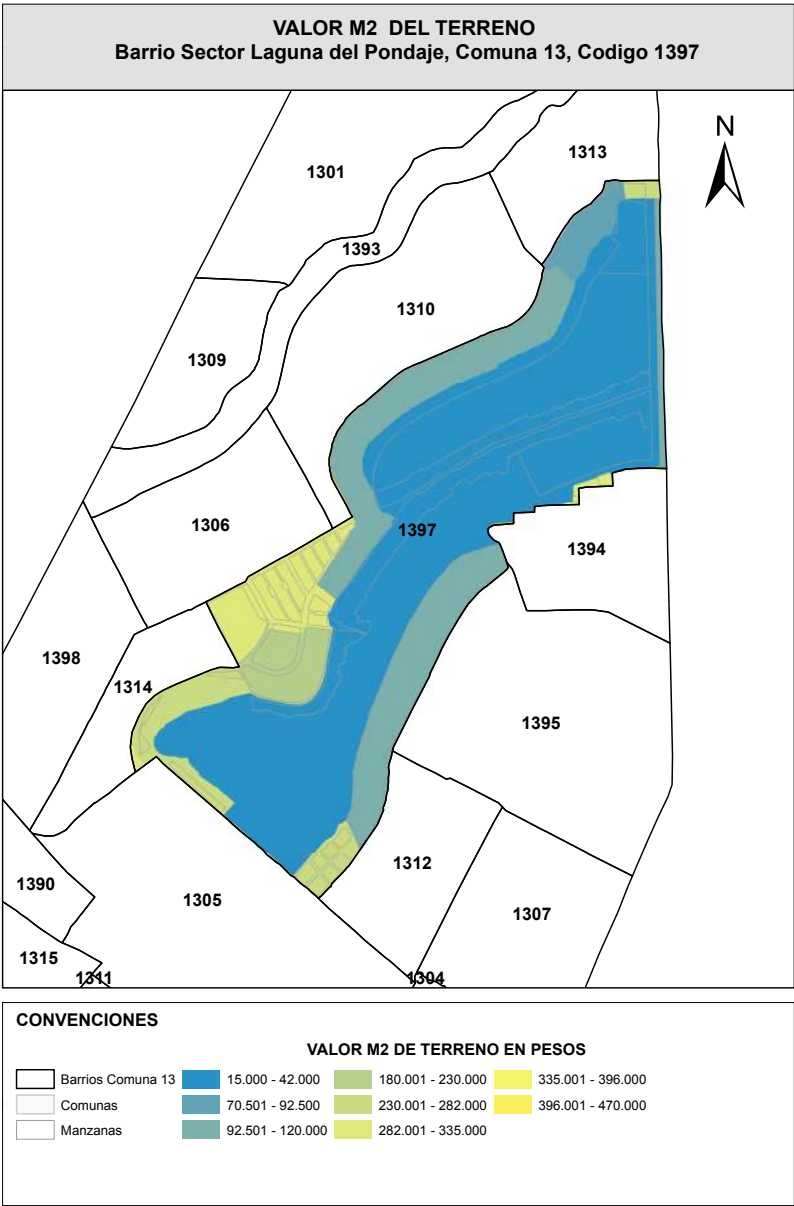 VALOR M2 DEL TERRENO
Barrio Sector Laguna del Pondaje, Comuna 13, Codigo 1397
N
1313
1301
1393
1310
1309
1306
1397
1394
1398
1314
1395
1312
1390
1305
1307
1315
1311
1304
CONVENCIONES
VALOR M2 DE TERRENO EN PESOS
Barrios Comuna 13
15.000 - 42.000
180.001 - 230.000
335.001 - 396.000
Comunas
70.501 - 92.500
230.001 - 282.000
396.001 - 470.000
Manzanas
92.501 - 120.000
282.001 - 335.000